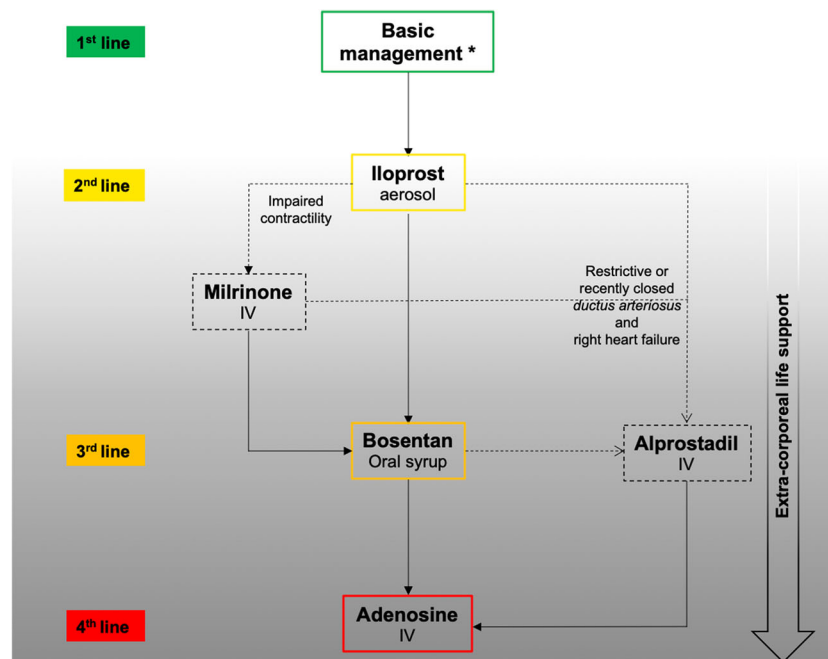 1st line
Basic
management *
2nd line
Iloprost
aerosol
Impaired
contractility
Milrinone
IV
Restrictive or
recently closed
ductus arteriosus
and
right heart failure
Extra-corporeal life support
3rd line
Bosentan
Oral syrup
Alprostadil
IV
4th line
Adenosine
IV